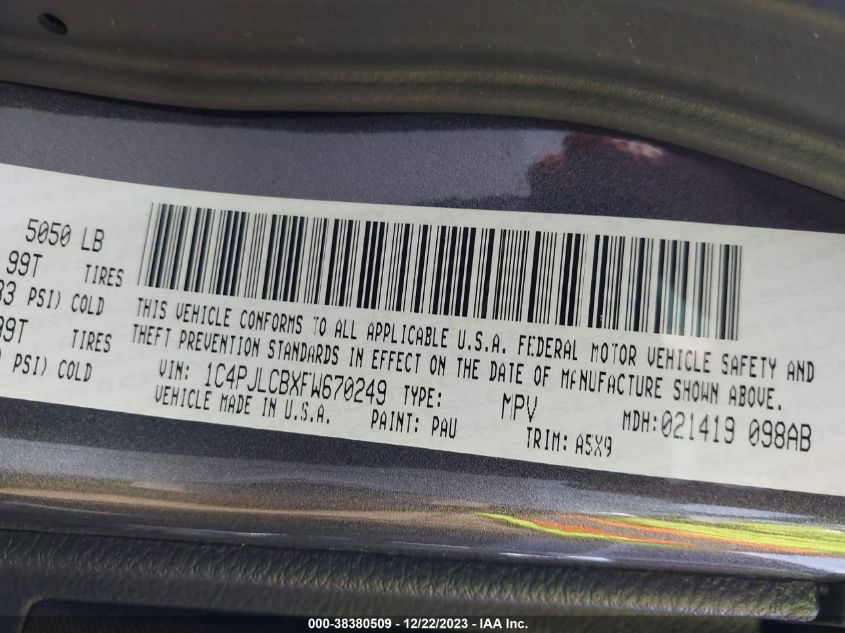 5050 LB
99T TIRES
33 PSI) COLD
99T TIRES
PSI) COLD
THIS VEHICLE CONFORMS TO ALL APPLICABLE U.S.A. FEDERAL MOTOR VEHICLE SAFETY AND
THEFT PREVENTION STANDARDS IN EFFECT ON THE DATE OF MANUFACTURE SHOWN ABOVE.
VIN: 1C4PJLCBXFW670249 TYPE: MPV MDH:021419 098AB
VEHICLE MADE IN U.S.A. PAINT: PAU TRIM: A5X9
000-38380509 - 12/22/2023 - IAA Inc.